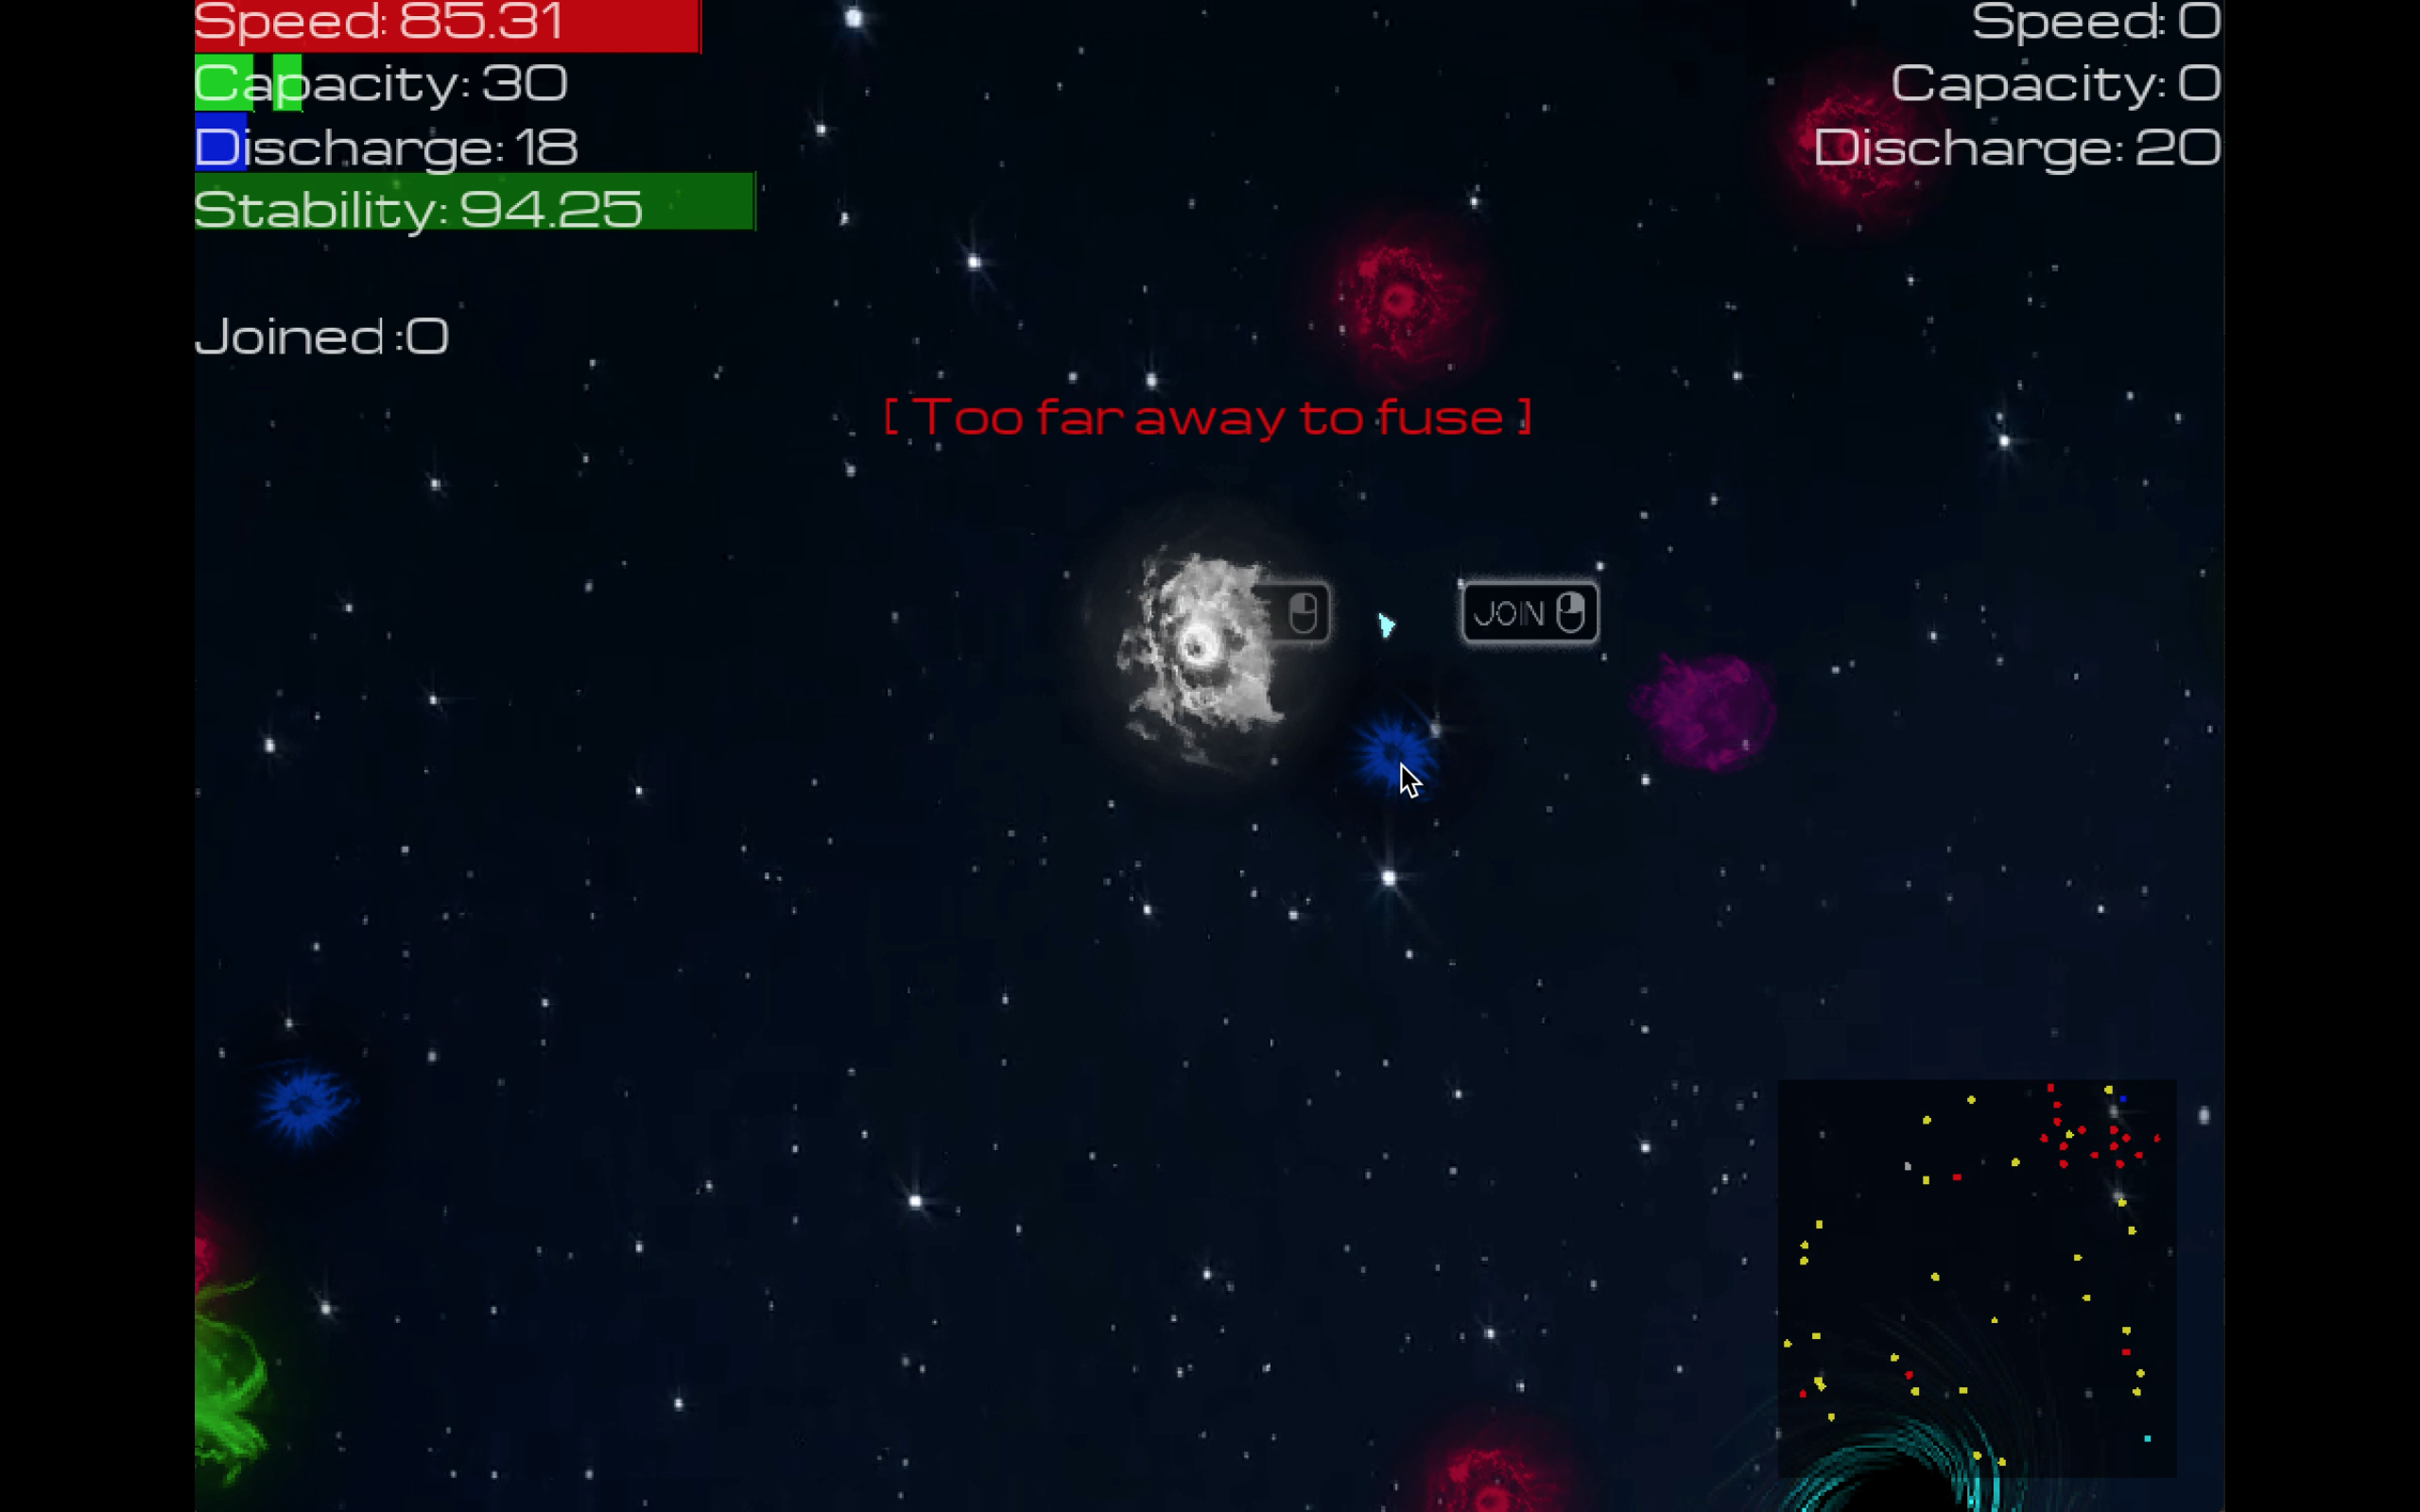 Speed: 85.31
Capacity: 30
Discharge: 18
Stability: 94.25
Joined :0
Speed: 0
Capacity: 0
Discharge: 20
[ Too far away to fuse ]
JOIN